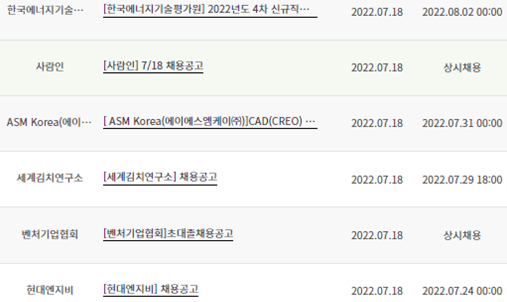 한국에너지기술··· [한국에너지기술평가원] 2022년도 4차 신규직··· 2022.07.18 2022.08.02 00:00
사람인 [사람인] 7/18 채용공고 2022.07.18 상시채용
ASM Korea(에이··· [ ASM Korea(에이에스엠케이㈜)]CAD(CREO) ··· 2022.07.18 2022.07.31 00:00
세계김치연구소 [세계김치연구소] 채용공고 2022.07.18 2022.07.29 18:00
벤처기업협회 [벤처기업협회]초대졸채용공고 2022.07.18 상시채용
현대엔지비 [현대엔지비] 채용공고 2022.07.18 2022.07.24 00:00